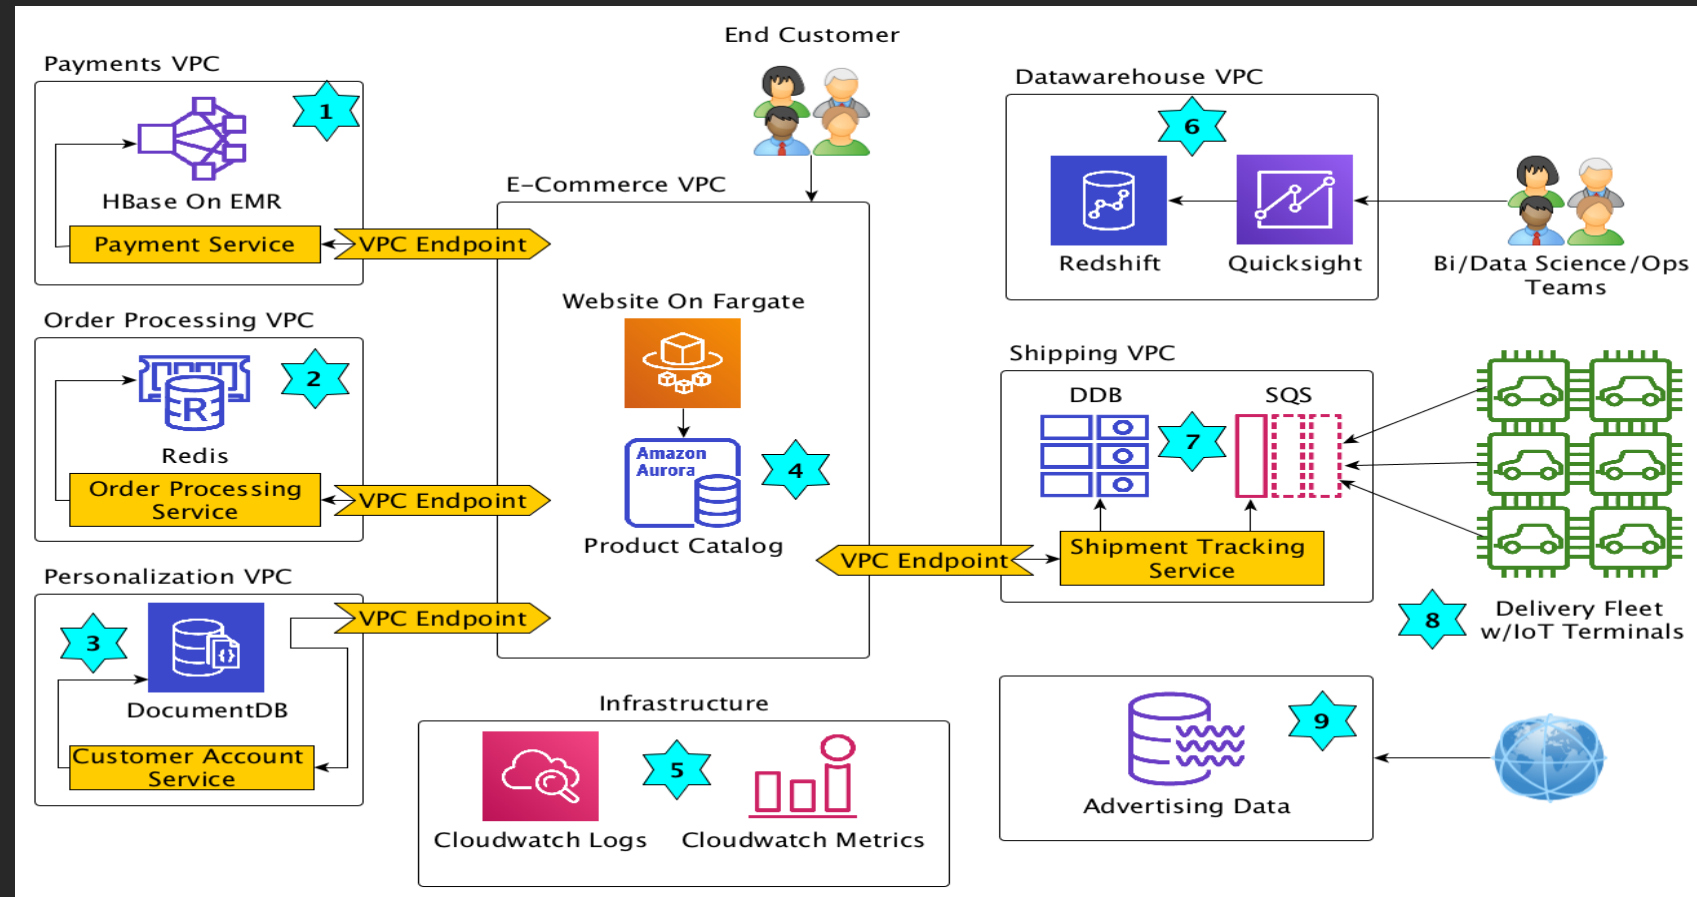 End Customer
Payments VPC
1
HBase On EMR
Payment Service
VPC Endpoint
Order Processing VPC
2
R
Redis
Order Processing
Service
VPC Endpoint
Personalization VPC
3
DocumentDB
Customer Account
Service
VPC Endpoint
E-Commerce VPC
Website On Fargate
Amazon
Aurora
4
Product Catalog
VPC Endpoint
Infrastructure
5
Cloudwatch Logs
Cloudwatch Metrics
Datawarehouse VPC
6
Redshift
Quicksight
Bi/Data Science/Ops
Teams
Shipping VPC
DDB
SQS
7
Shipment Tracking
Service
8
Delivery Fleet
w/IoT Terminals
9
Advertising Data